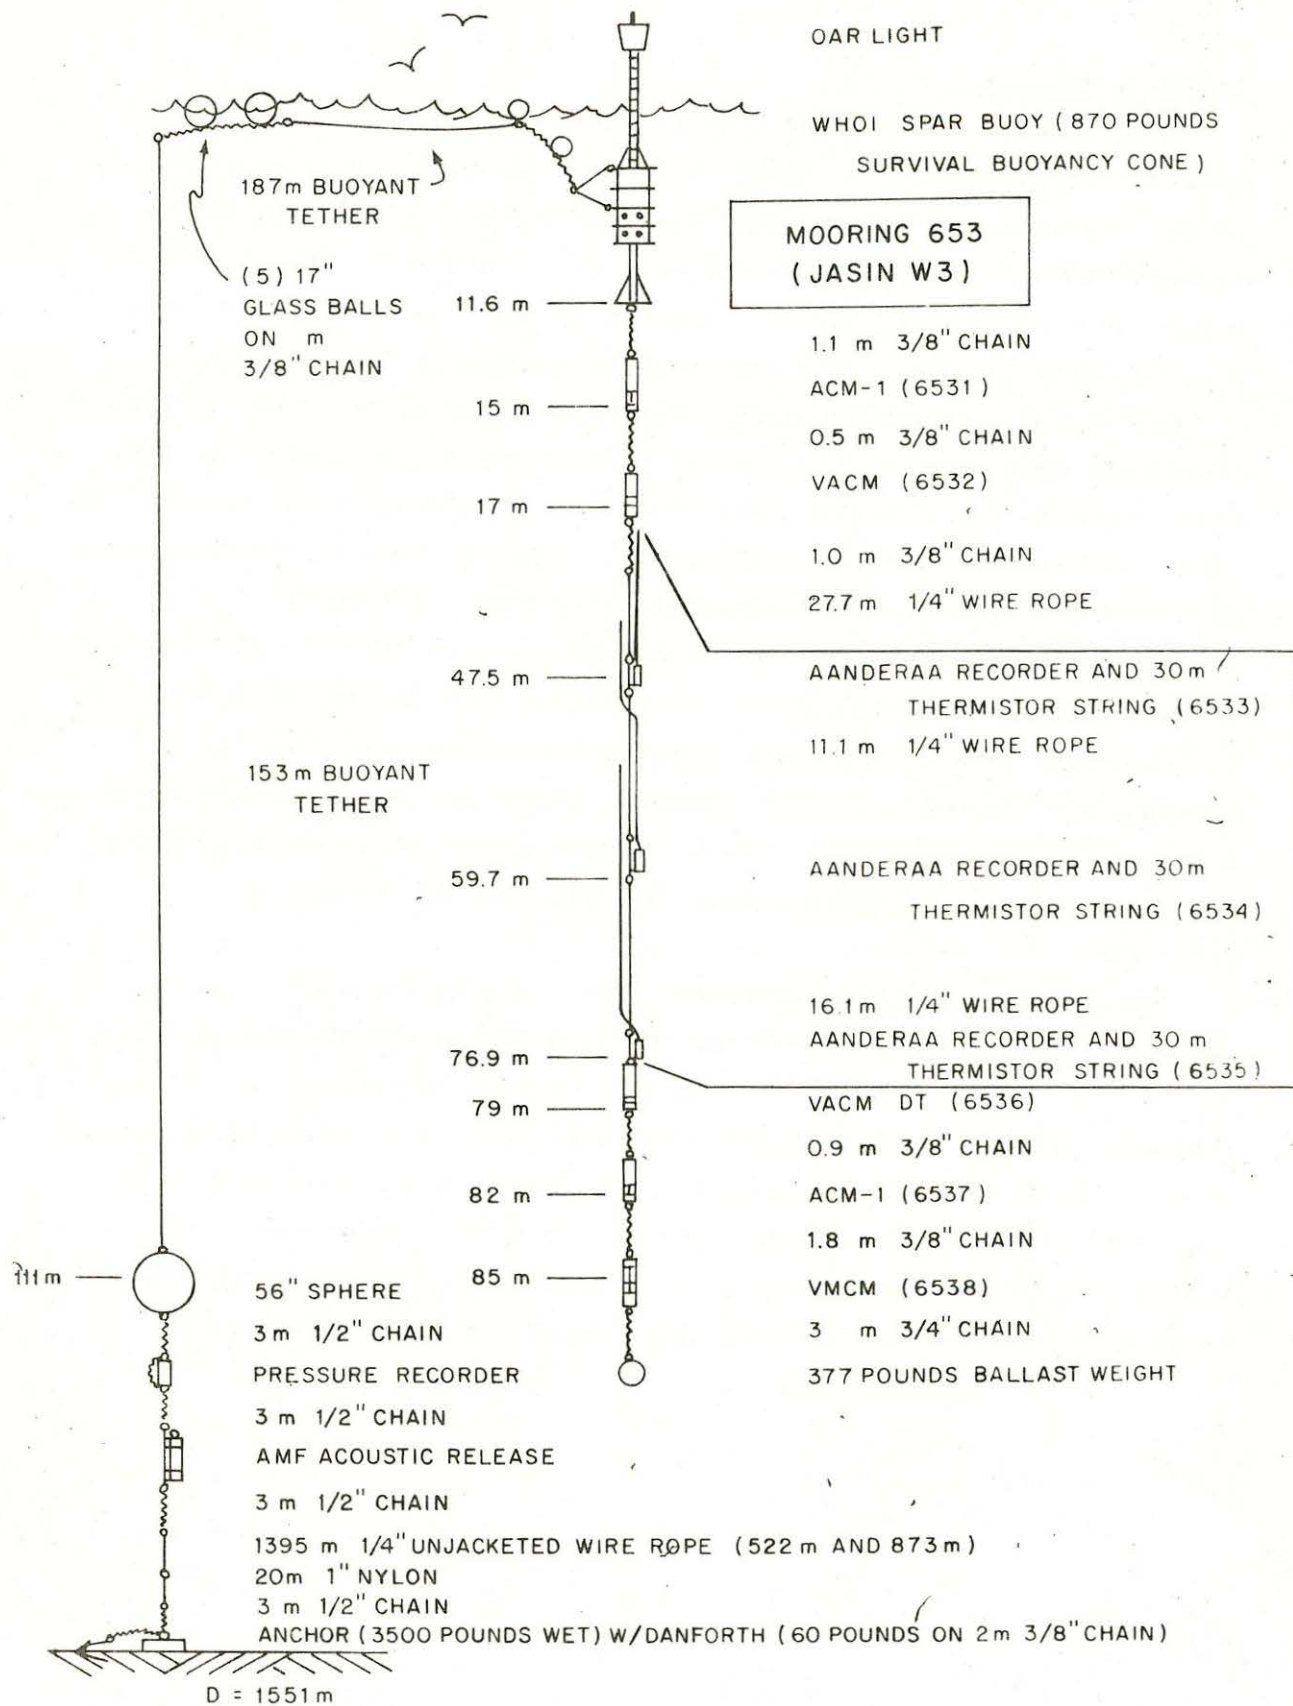 OAR LIGHT
WHOI SPAR BUOY (870 POUNDS
SURVIVAL BUOYANCY CONE)
187m BUOYANT
TETHER
MOORING 653
(JASIN W3)
(5) 17"
GLASS BALLS
ON m
3/8" CHAIN
11.6 m
1.1 m 3/8" CHAIN
15 m
ACM-1 (6531)
0.5 m 3/8" CHAIN
17 m
VACM (6532)
1.0 m 3/8" CHAIN
27.7 m 1/4" WIRE ROPE
47.5 m
AANDERAA RECORDER AND 30m
THERMISTOR STRING (6533)
11.1 m 1/4" WIRE ROPE
153m BUOYANT
TETHER
59.7 m
AANDERAA RECORDER AND 30m
THERMISTOR STRING (6534)
16.1m 1/4" WIRE ROPE
76.9 m
AANDERAA RECORDER AND 30 m
THERMISTOR STRING (6535)
79 m
VACM DT (6536)
0.9 m 3/8" CHAIN
82 m
ACM-1 (6537)
1.8 m 3/8" CHAIN
85 m
VMCM (6538)
3 m 3/4" CHAIN
377 POUNDS BALLAST WEIGHT
111m
56" SPHERE
3m 1/2" CHAIN
PRESSURE RECORDER
3 m 1/2" CHAIN
AMF ACOUSTIC RELEASE
3 m 1/2" CHAIN
1395 m 1/4" UNJACKETED WIRE ROPE (522 m AND 873m)
20m 1" NYLON
3 m 1/2" CHAIN
ANCHOR (3500 POUNDS WET) W/DANFORTH (60 POUNDS ON 2m 3/8" CHAIN)
D = 1551m